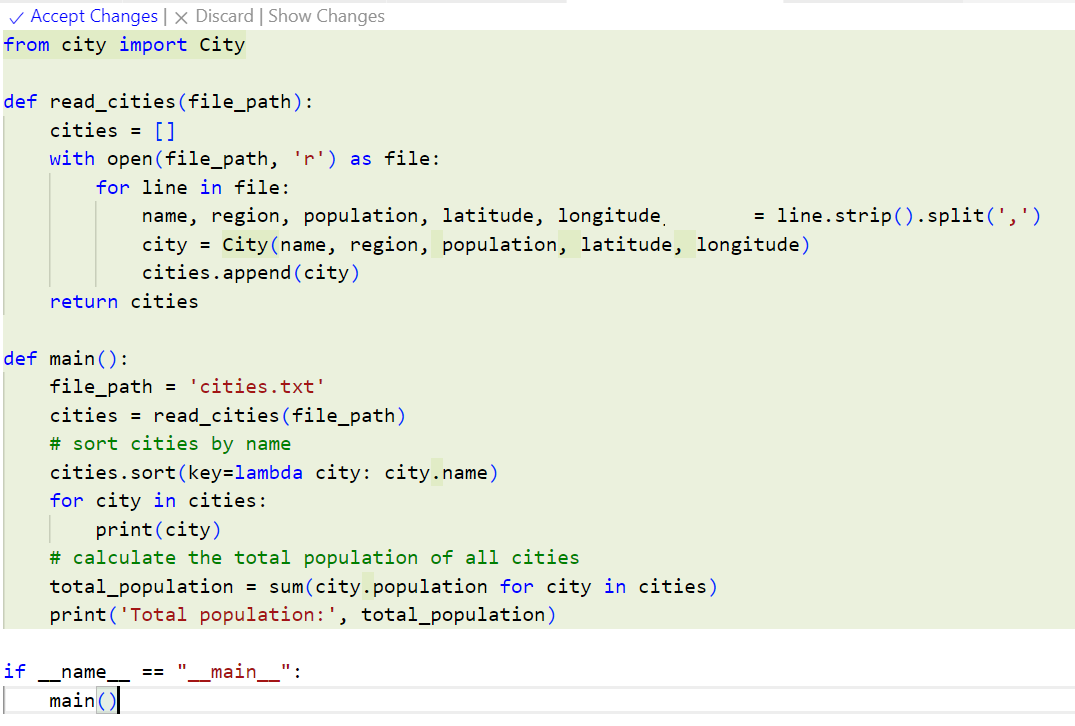 Accept Changes | Discard | Show Changes
from city import City
def read_cities(file_path):
    cities = []
    with open(file_path, 'r') as file:
        for line in file:
            name, region, population, latitude, longitude = line.strip().split(',')
            city = City(name, region, population, latitude, longitude)
            cities.append(city)
    return cities
def main():
    file_path = 'cities.txt'
    cities = read_cities(file_path)
    # sort cities by name
    cities.sort(key=lambda city: city.name)
    for city in cities:
        print(city)
    # calculate the total population of all cities
    total_population = sum(city.population for city in cities)
    print('Total population:', total_population)
if __name__ == "__main__":
    main()